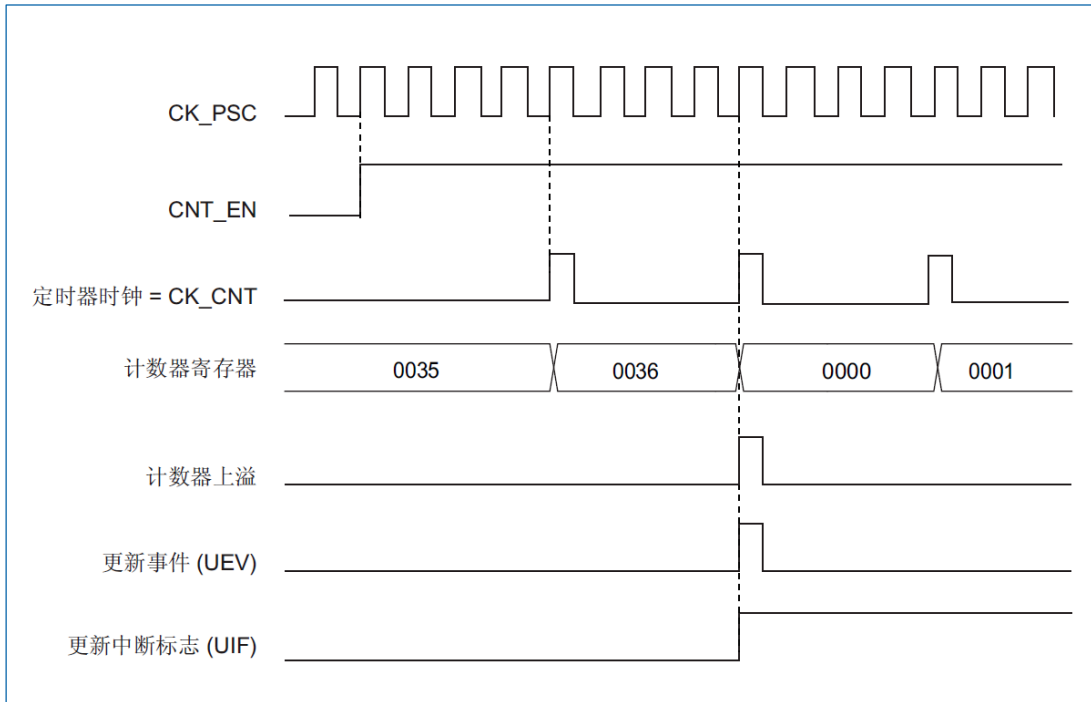 CK_PSC
CNT_EN
定时器时钟 = CK_CNT
计数器寄存器
0035
0036
0000
0001
计数器上溢
更新事件 (UEV)
更新中断标志 (UIF)